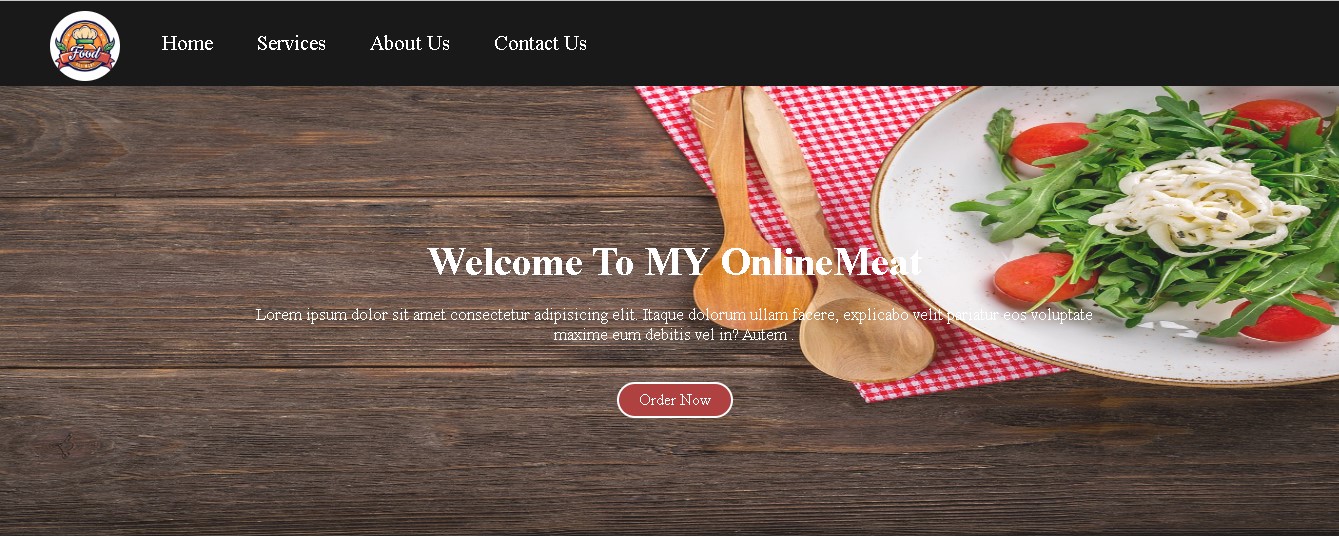 Food
Home
Services
About Us
Contact Us
Welcome To MY OnlineMeat
Lorem ipsum dolor sit amet consectetur adipisicing elit. Itaque dolorum ullam facere, explicabo velit pariatur eos voluptate
maxime eum debitis vel in? Autem .
Order Now